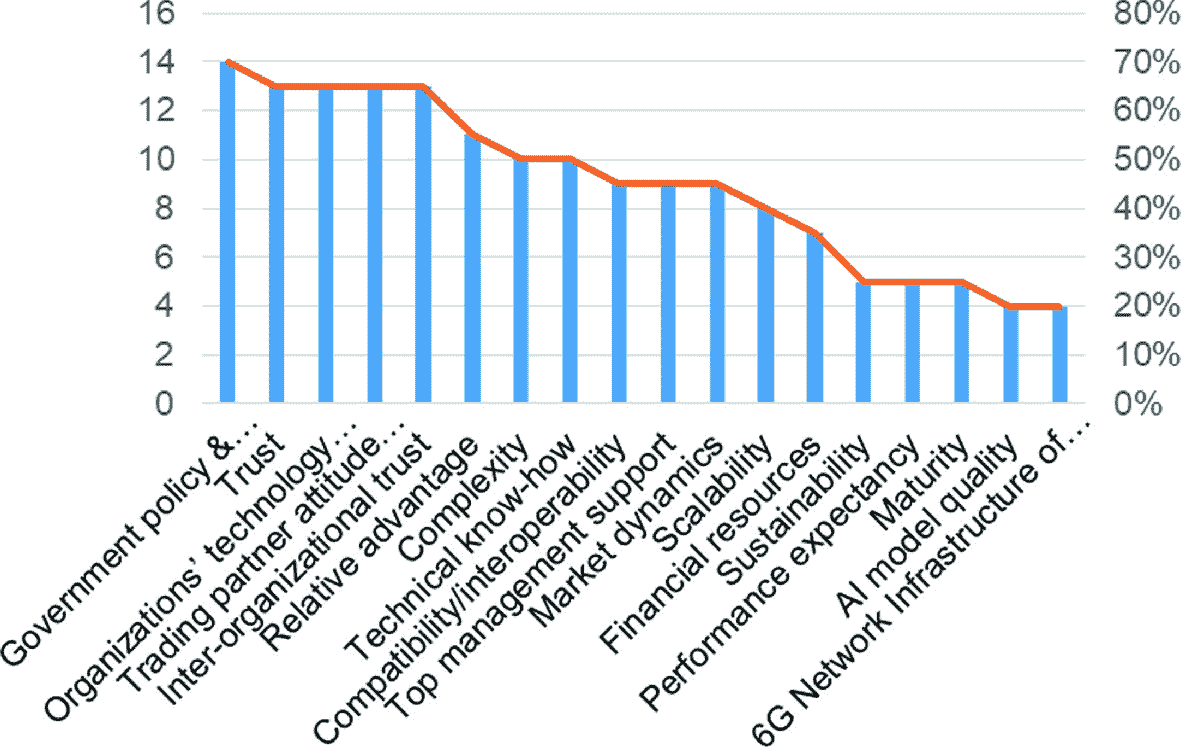 16
14
12
10
8
6
4
2
0
80%
70%
60%
50%
40%
30%
20%
10%
0%
Government policy &...
Trust
Organizations' technology...
Trading partner attitude...
Inter-organizational trust
Relative advantage
Complexity
Technical know-how
Compatibility/interoperability
Top management support
Market dynamics
Scalability
Financial resources
Sustainability
Performance expectancy
Maturity
AI model quality
6G Network Infrastructure of...